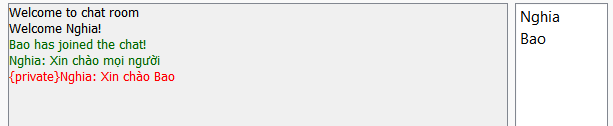 Welcome to chat room
Welcome Nghia!
Bao has joined the chat!
Nghia: Xin chào mọi người
{private}Nghia: Xin chào Bao
Nghia
Bao